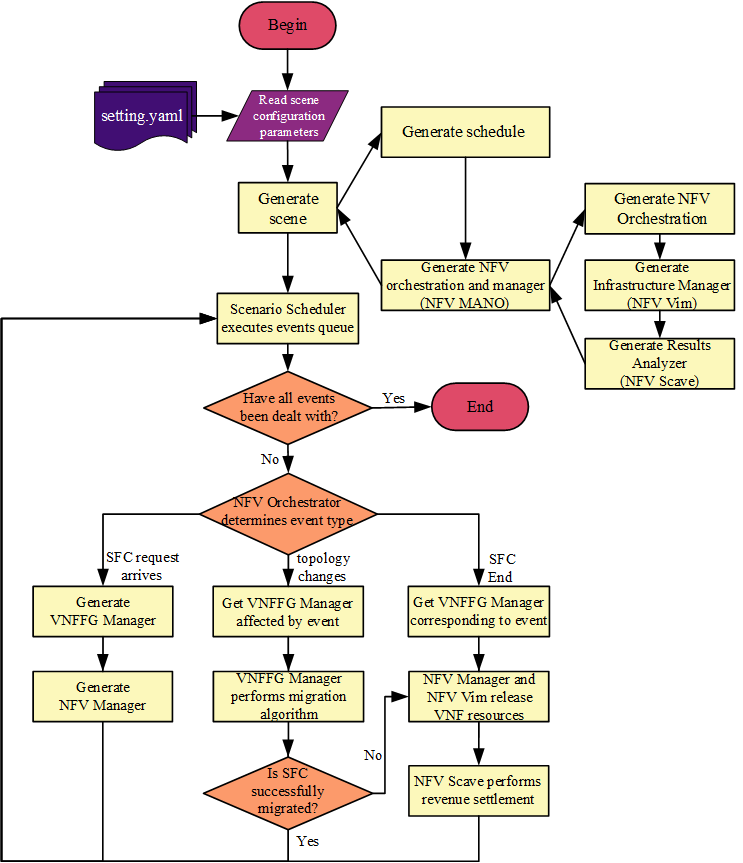 Begin
setting.yaml
Read scene
configuration
parameters
Generate schedule
Generate
scene
Generate NFV
Orchestration
Generate NFV
orchestration and manager
(NFV MANO)
Generate
Infrastructure Manager
(NFV Vim)
Generate Results
Analyzer
(NFV Scave)
Scenario Scheduler
executes events queue
Have all events
been dealt with?
Yes
End
No
NFV Orchestrator
determines event type
SFC request
arrives
topology
changes
SFC
End
Generate
VNFFG Manager
Get VNFFG Manager
affected by event
Get VNFFG Manager
corresponding to event
Generate
NFV Manager
VNFFG Manager
performs migration
algorithm
NFV Manager and
NFV Vim release
VNF resources
No
Is SFC
successfully
migrated?
NFV Scave performs
revenue settlement
Yes